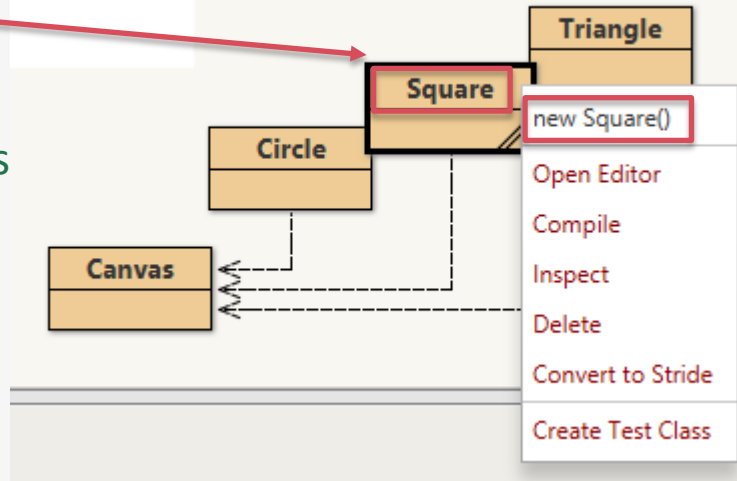 Triangle
Square
new Square()
Circle
s
Open Editor
Compile
Canvas
Inspect
Delete
Convert to Stride
Create Test Class